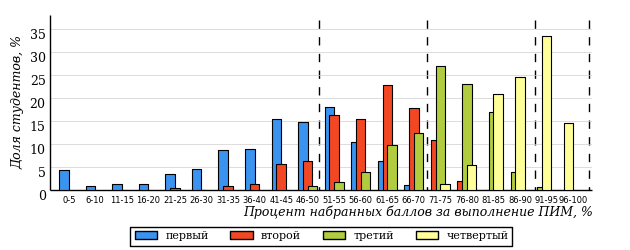 Доля студентов, %
35
30
25
20
15
10
5
0
0-5 6-10 11-15 16-20 21-25 26-30 31-35 36-40 41-45 46-50 51-55 56-60 61-65 66-70 71-75 76-80 81-85 86-90 91-95 96-100
Процент набранных баллов за выполнение ПИМ, %
первый второй третий четвертый